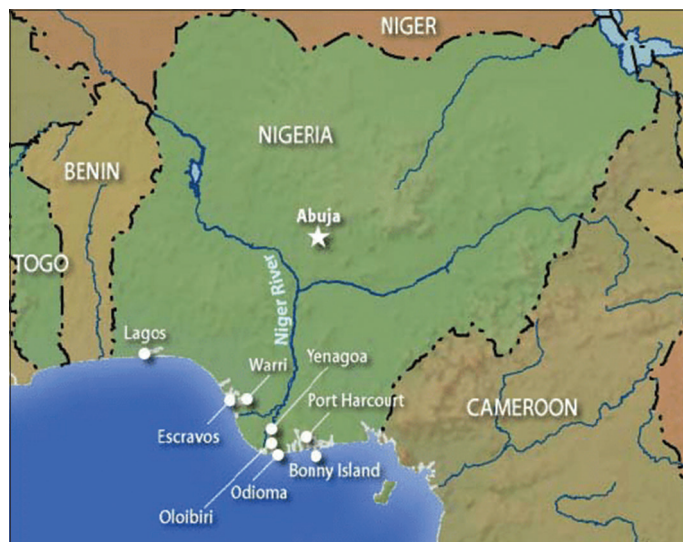 NIGER
NIGERIA
BENIN
Abuja
TOGO
Niger River
Lagos
Warri
Yenagoa
Port Harcourt
CAMEROON
Escravos
Bonny Island
Odioma
Oloibiri